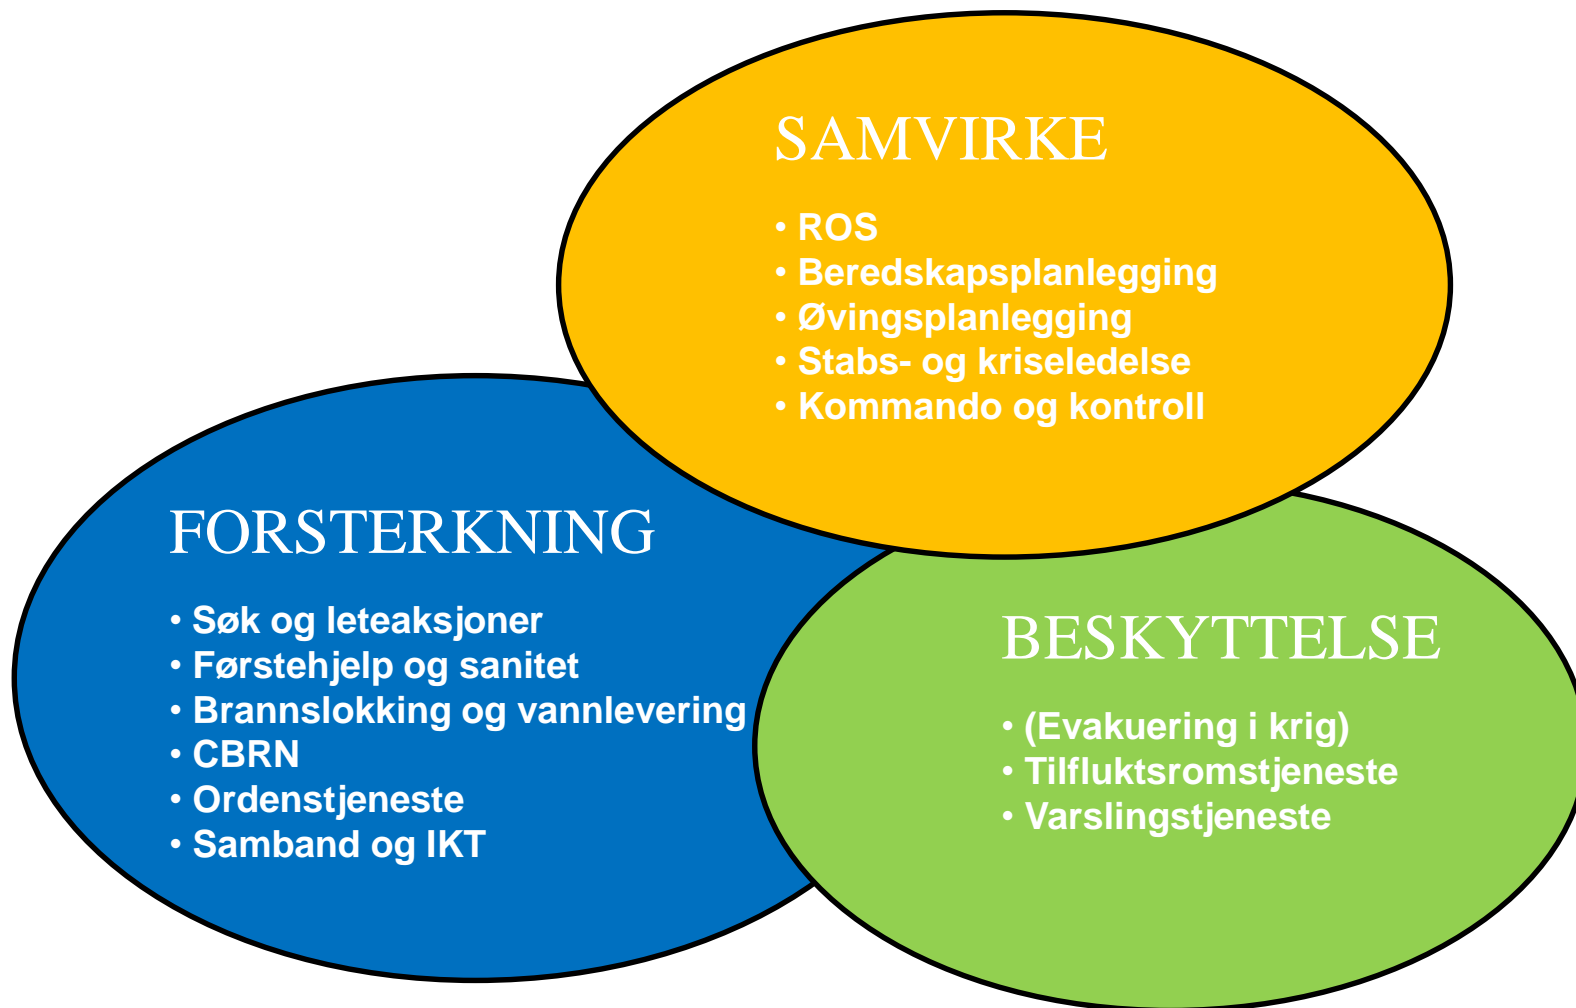 SAMVIRKE
• ROS
• Beredskapsplanlegging
• Øvingsplanlegging
• Stabs- og kriseledelse
• Kommando og kontroll
FORSTERKNING
• Søk og leteaksjoner
• Førstehjelp og sanitet
• Brannslokking og vannlevering
• CBRN
• Ordenstjeneste
• Samband og IKT
BESKYTTELSE
• (Evakuering i krig)
• Tilfluktsromstjeneste
• Varslingstjeneste